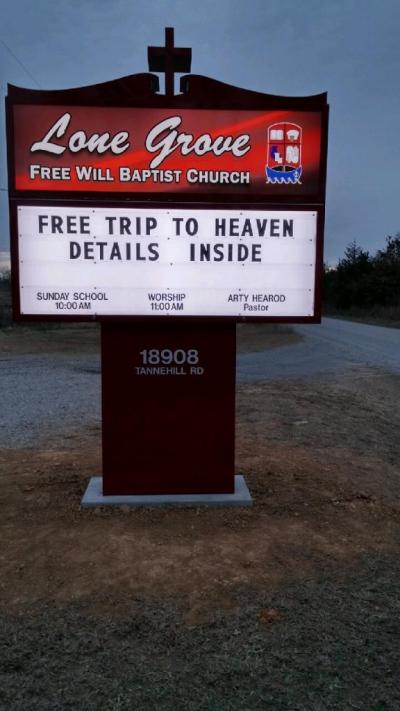 Lone Grove
FREE WILL BAPTIST CHURCH
FREE TRIP TO HEAVEN
DETAILS INSIDE
SUNDAY SCHOOL WORSHIP ARTY HEAROD
10:00 AM 11:00 AM Pastor
18908
TANNEHILL RD